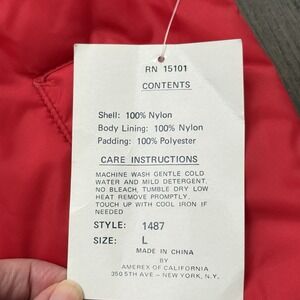 RN 15101
CONTENTS
Shell: 100% Nylon
Body Lining: 100% Nylon
Padding: 100% Polyester
CARE INSTRUCTIONS
MACHINE WASH GENTLE COLD
WATER AND MILD DETERGENT.
NO BLEACH, TUMBLE DRY LOW
HEAT REMOVE PROMPTLY.
TOUCH UP WITH COOL IRON IF
NEEDED
STYLE: 1487
SIZE: L
MADE IN CHINA
BY
AMEREX OF CALIFORNIA
350 5TH AVE – NEW YORK, N.Y.